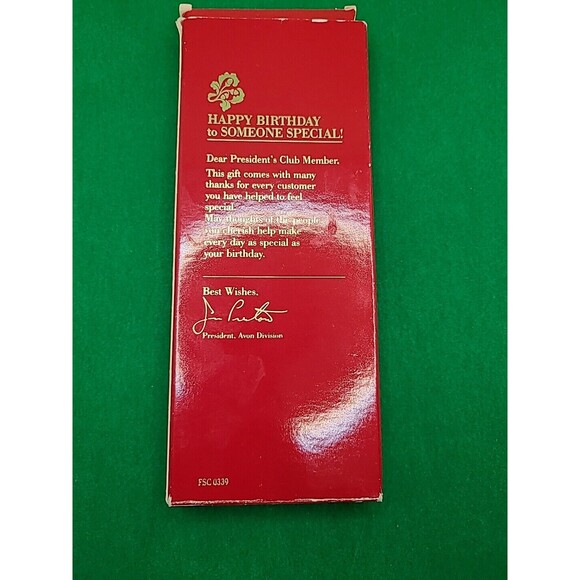 HAPPY BIRTHDAY
to SOMEONE SPECIAL!
Dear President's Club Member,
This gift comes with many
thanks for every customer
you have helped to feel
special.
May thoughts of the people
you cherish help make
every day as special as
your birthday.
Best Wishes,
Jim Preston
President, Avon Division
FSC 0339